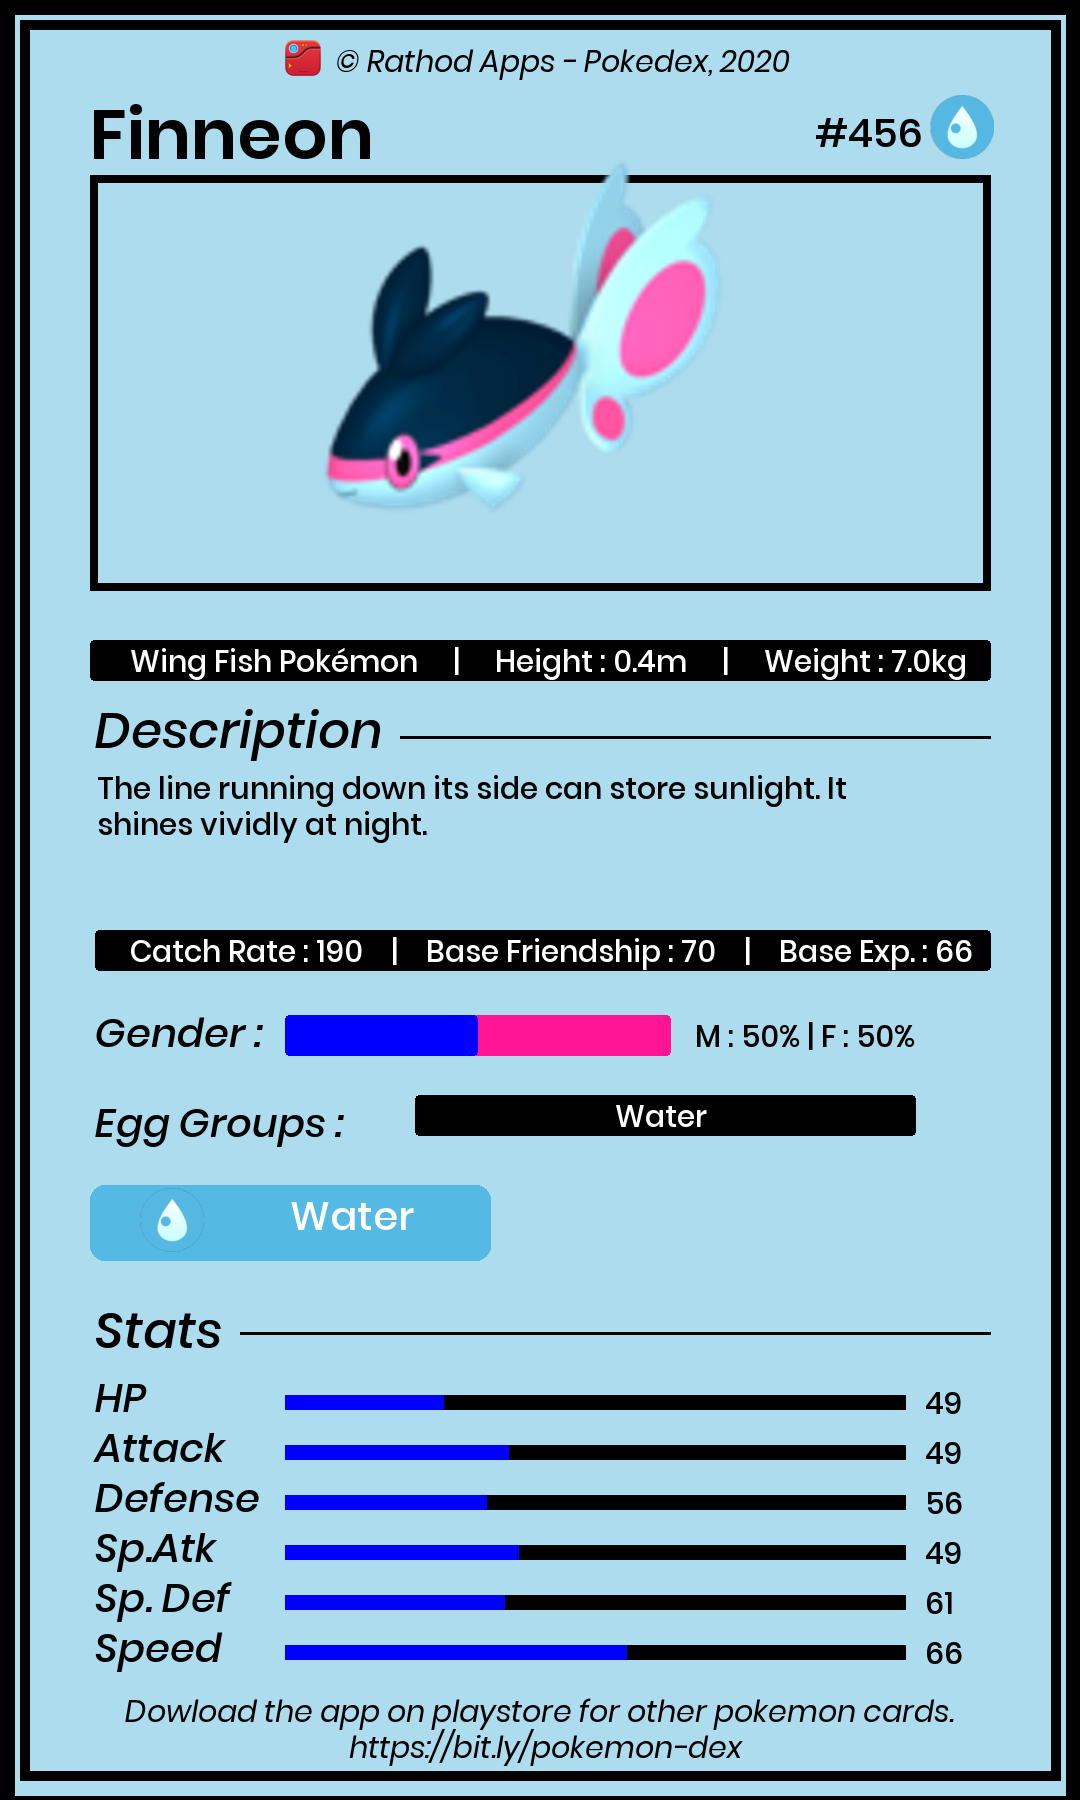 © Rathod Apps - Pokedex, 2020
Finneon #456
Wing Fish Pokémon | Height : 0.4m | Weight : 7.0kg
Description
The line running down its side can store sunlight. It
shines vividly at night.
Catch Rate : 190 | Base Friendship : 70 | Base Exp. : 66
Gender : M : 50% | F : 50%
Egg Groups : Water
Water
Stats
HP 49
Attack 49
Defense 56
Sp.Atk 49
Sp. Def 61
Speed 66
Dowload the app on playstore for other pokemon cards.
https://bit.ly/pokemon-dex